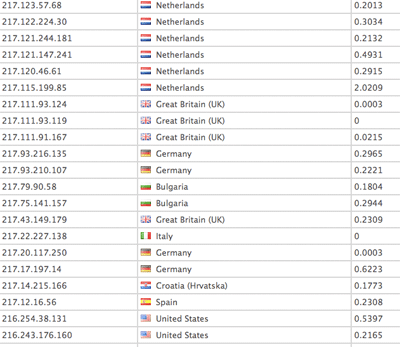 217.123.57.68 Netherlands 0.2013
217.122.224.30 Netherlands 0.3034
217.121.244.181 Netherlands 0.2132
217.121.147.241 Netherlands 0.4931
217.120.46.61 Netherlands 0.2915
217.115.199.85 Netherlands 2.0209
217.111.93.124 Great Britain (UK) 0.0003
217.111.93.119 Great Britain (UK) 0
217.111.91.167 Great Britain (UK) 0.0215
217.93.216.135 Germany 0.2965
217.93.210.107 Germany 0.2221
217.79.90.58 Bulgaria 0.1804
217.75.141.157 Bulgaria 0.2944
217.43.149.179 Great Britain (UK) 0.2309
217.22.227.138 Italy 0
217.20.117.250 Germany 0.0003
217.17.197.14 Germany 0.6223
217.14.215.166 Croatia (Hrvatska) 0.1773
217.12.16.56 Spain 0.2308
216.254.38.131 United States 0.5397
216.243.176.160 United States 0.2165